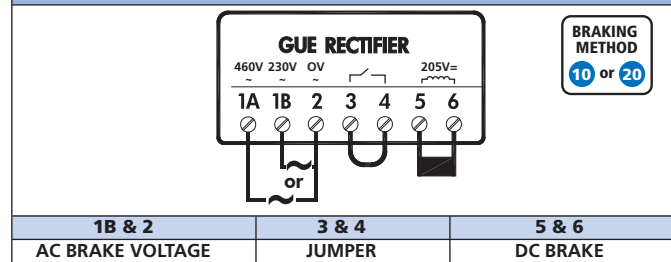 GUE RECTIFIER
460V 230V OV 205V=
~ ~ ~
1A 1B 2 3 4 5 6
~
or
~
BRAKING
METHOD
10 or 20
1B & 2 3 & 4 5 & 6
AC BRAKE VOLTAGE JUMPER DC BRAKE